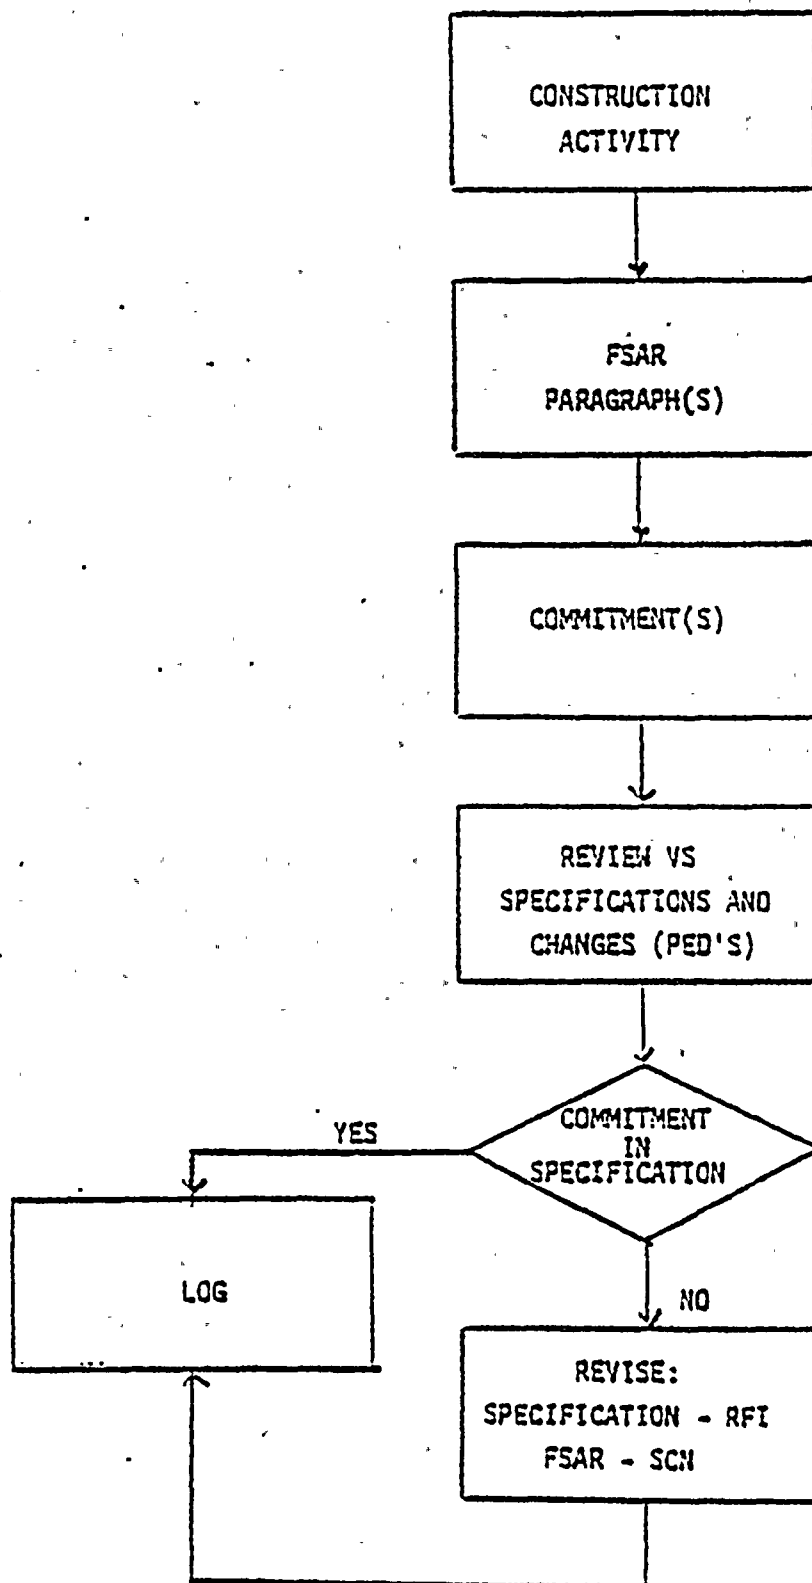 CONSTRUCTION
ACTIVITY
FSAR
PARAGRAPH(S)
COMMITMENT(S)
REVIEW VS
SPECIFICATIONS AND
CHANGES (PED'S)
COMMITMENT
IN
SPECIFICATION
YES
LOG
NO
REVISE:
SPECIFICATION - RFI
FSAR - SCN